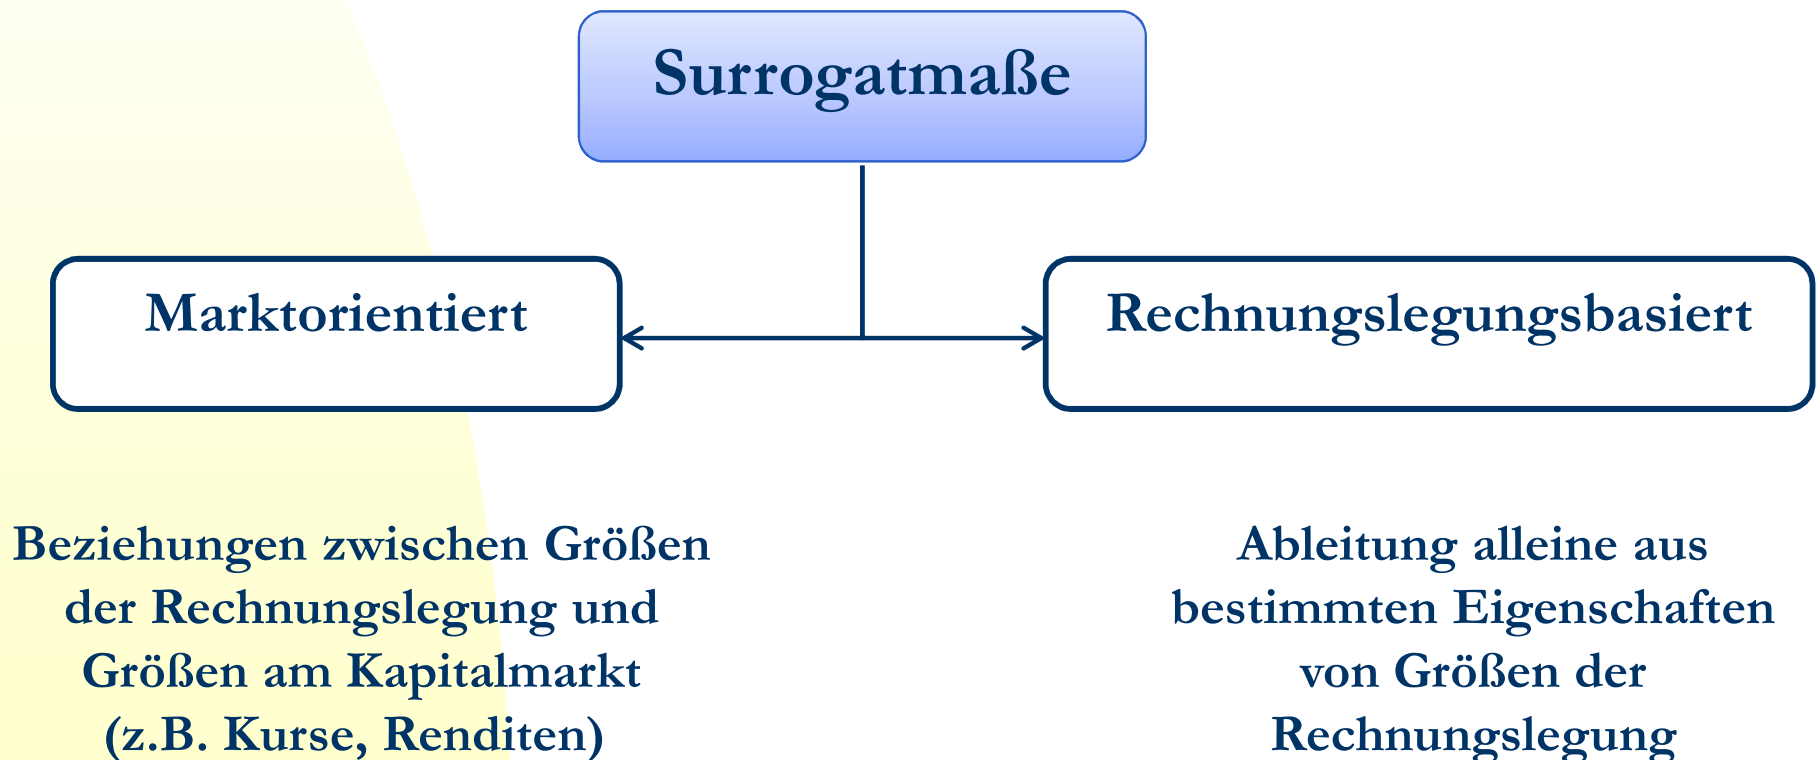 Surrogatmaße
Marktorientiert
Rechnungslegungsbasiert
Beziehungen zwischen Größen
der Rechnungslegung und
Größen am Kapitalmarkt
(z.B. Kurse, Renditen)
Ableitung alleine aus
bestimmten Eigenschaften
von Größen der
Rechnungslegung